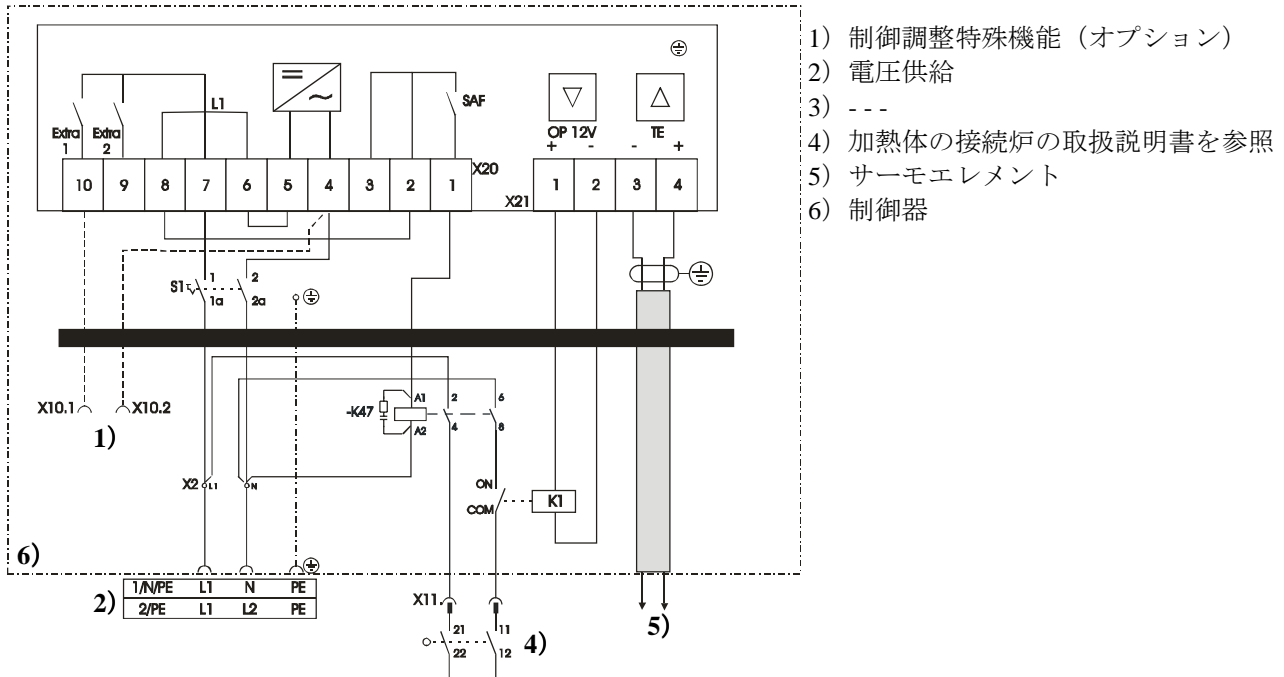 1）制御調整特殊機能（オプション）
2）電圧供給
3）- - -
4）加熱体の接続炉の取扱説明書を参照
5）サーモエレメント
6）制御器
L1
SAF
Extra 1
Extra 2
OP 12V
+ -
TE
- +
X20
10 9 8 7 6 5 4 3 2 1
X21
1 2 3 4
S1
1
1a
2
2a
X10.1
X10.2
1）
-K47
A1
A2
2
4
6
8
X2
L1
N
ON
COM
K1
6）
2）
1/N/PE L1 N PE
2/PE L1 L2 PE
X11.
21
22
11
12
4）
5）